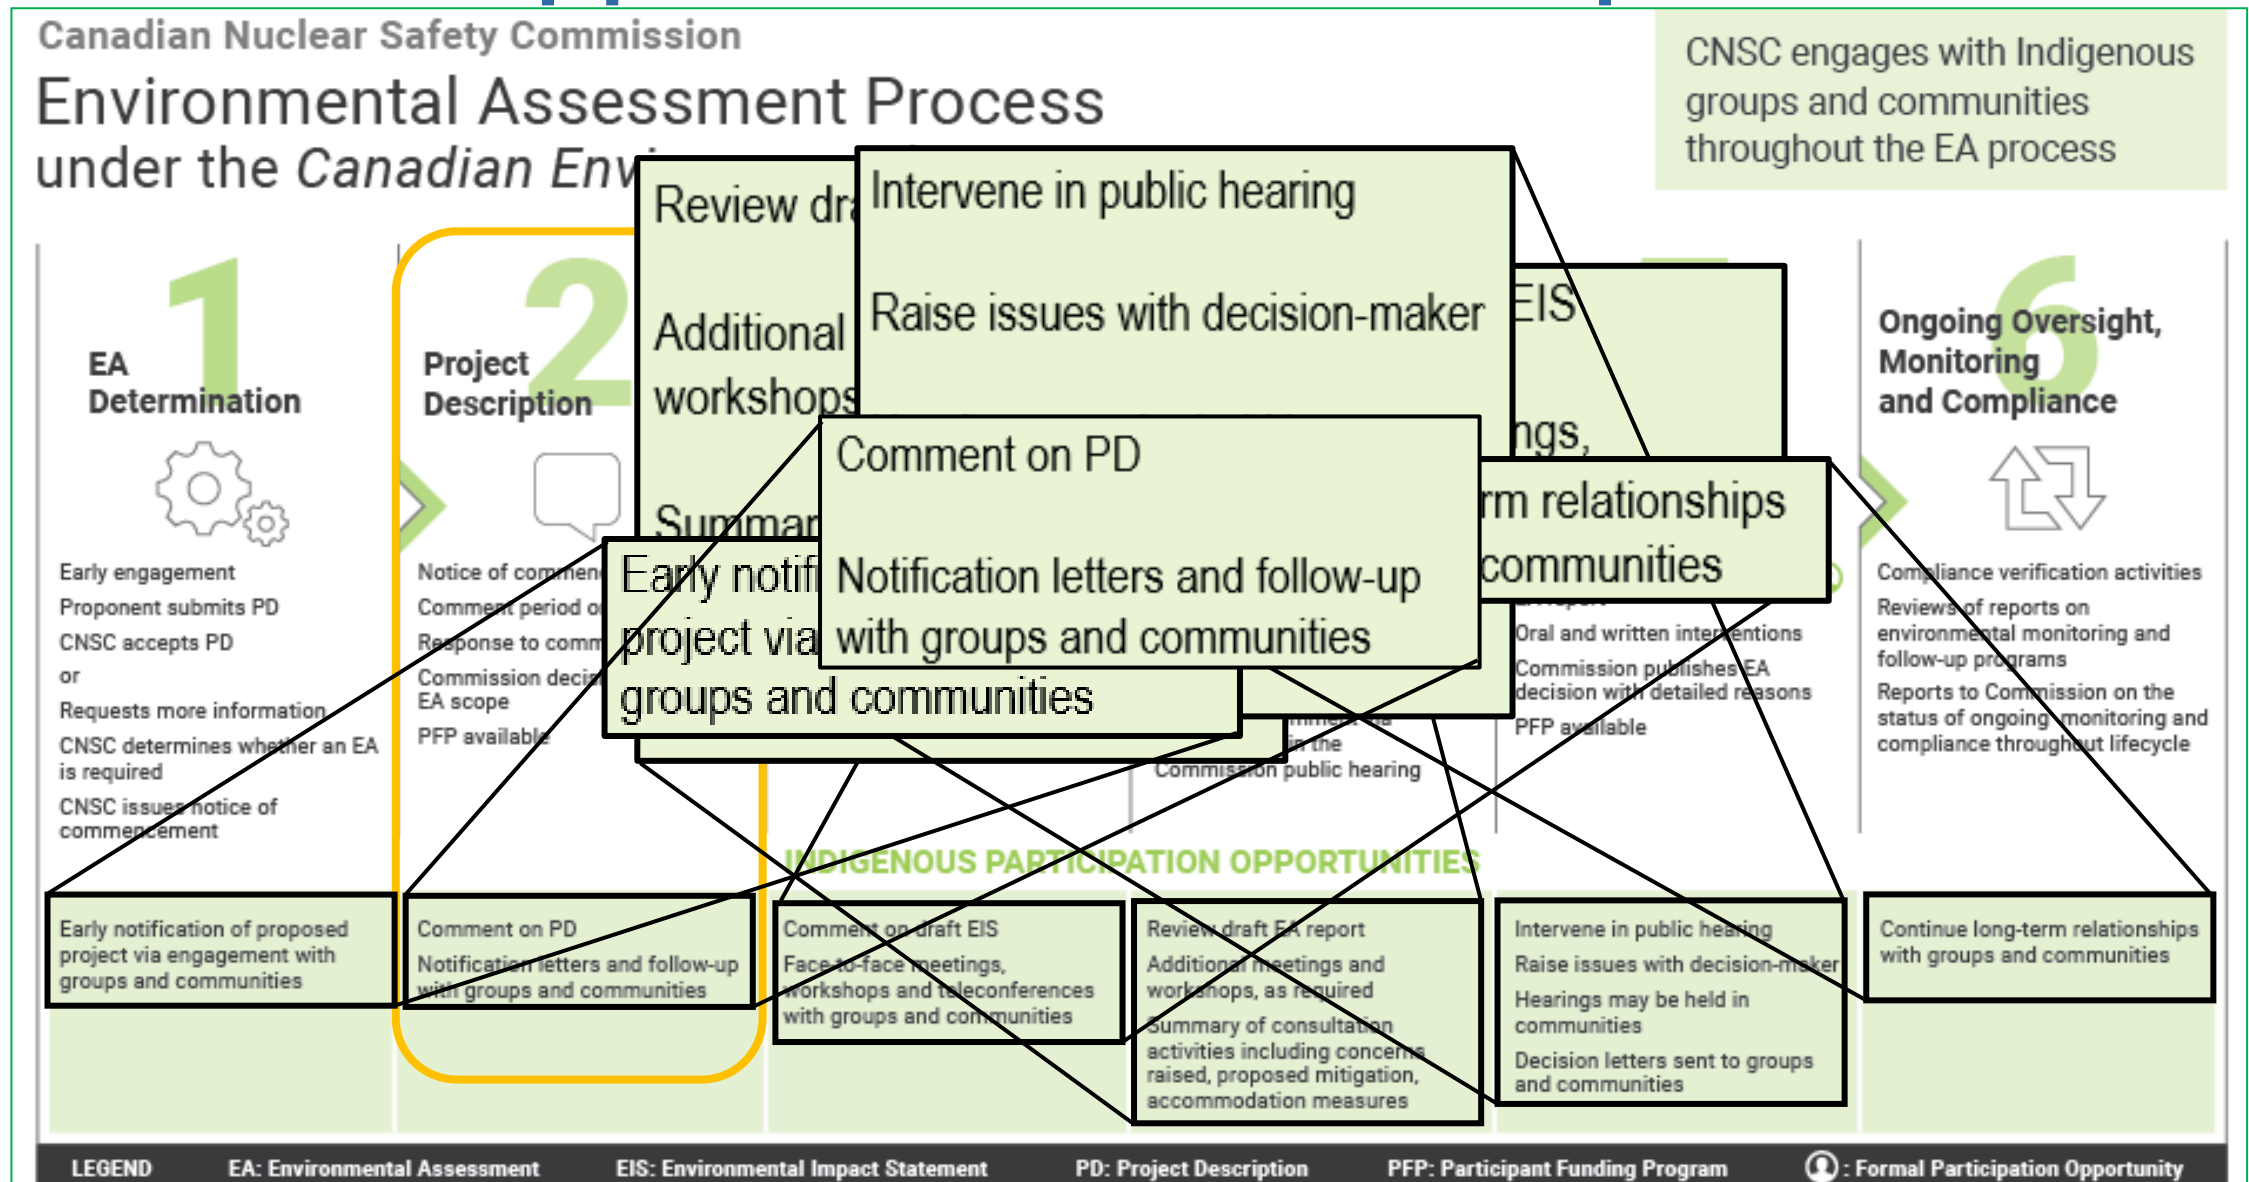 Canadian Nuclear Safety Commission
Environmental Assessment Process
under the Canadian
CNSC engages with Indigenous
groups and communities
throughout the EA process
1
EA
Determination
Early engagement
Proponent submits PD
CNSC accepts PD
or
Requests more information
CNSC determines whether an EA
is required
CNSC issues notice of
commencement
2
Project
Description
Notice of
Comment period
Response to
Commission
EA scope
PFP available
Review
Additional
workshops
Intervene in public hearing
Raise issues with decision-maker
EIS
Comment on PD
Notification letters and follow-up
with groups and communities
relationships
communities
Early
project via
groups and communities
in the
Commission public hearing
Oral and written interventions
Commission publishes EA
decision with detailed reasons
PFP available
6
Ongoing Oversight,
Monitoring
and Compliance
Compliance verification activities
Reviews of reports on
environmental monitoring and
follow-up programs
Reports to Commission on the
status of ongoing monitoring and
compliance throughout lifecycle
INDIGENOUS PARTICIPATION OPPORTUNITIES
Early notification of proposed
project via engagement with
groups and communities
Comment on PD
Notification letters and follow-up
with groups and communities
Comment on draft EIS
Face-to-face meetings,
workshops and teleconferences
with groups and communities
Review draft EA report
Additional meetings and
workshops, as required
Summary of consultation
activities including concerns
raised, proposed mitigation,
accommodation measures
Intervene in public hearing
Raise issues with decision-maker
Hearings may be held in
communities
Decision letters sent to groups
and communities
Continue long-term relationships
with groups and communities
LEGEND EA: Environmental Assessment EIS: Environmental Impact Statement PD: Project Description PFP: Participant Funding Program : Formal Participation Opportunity